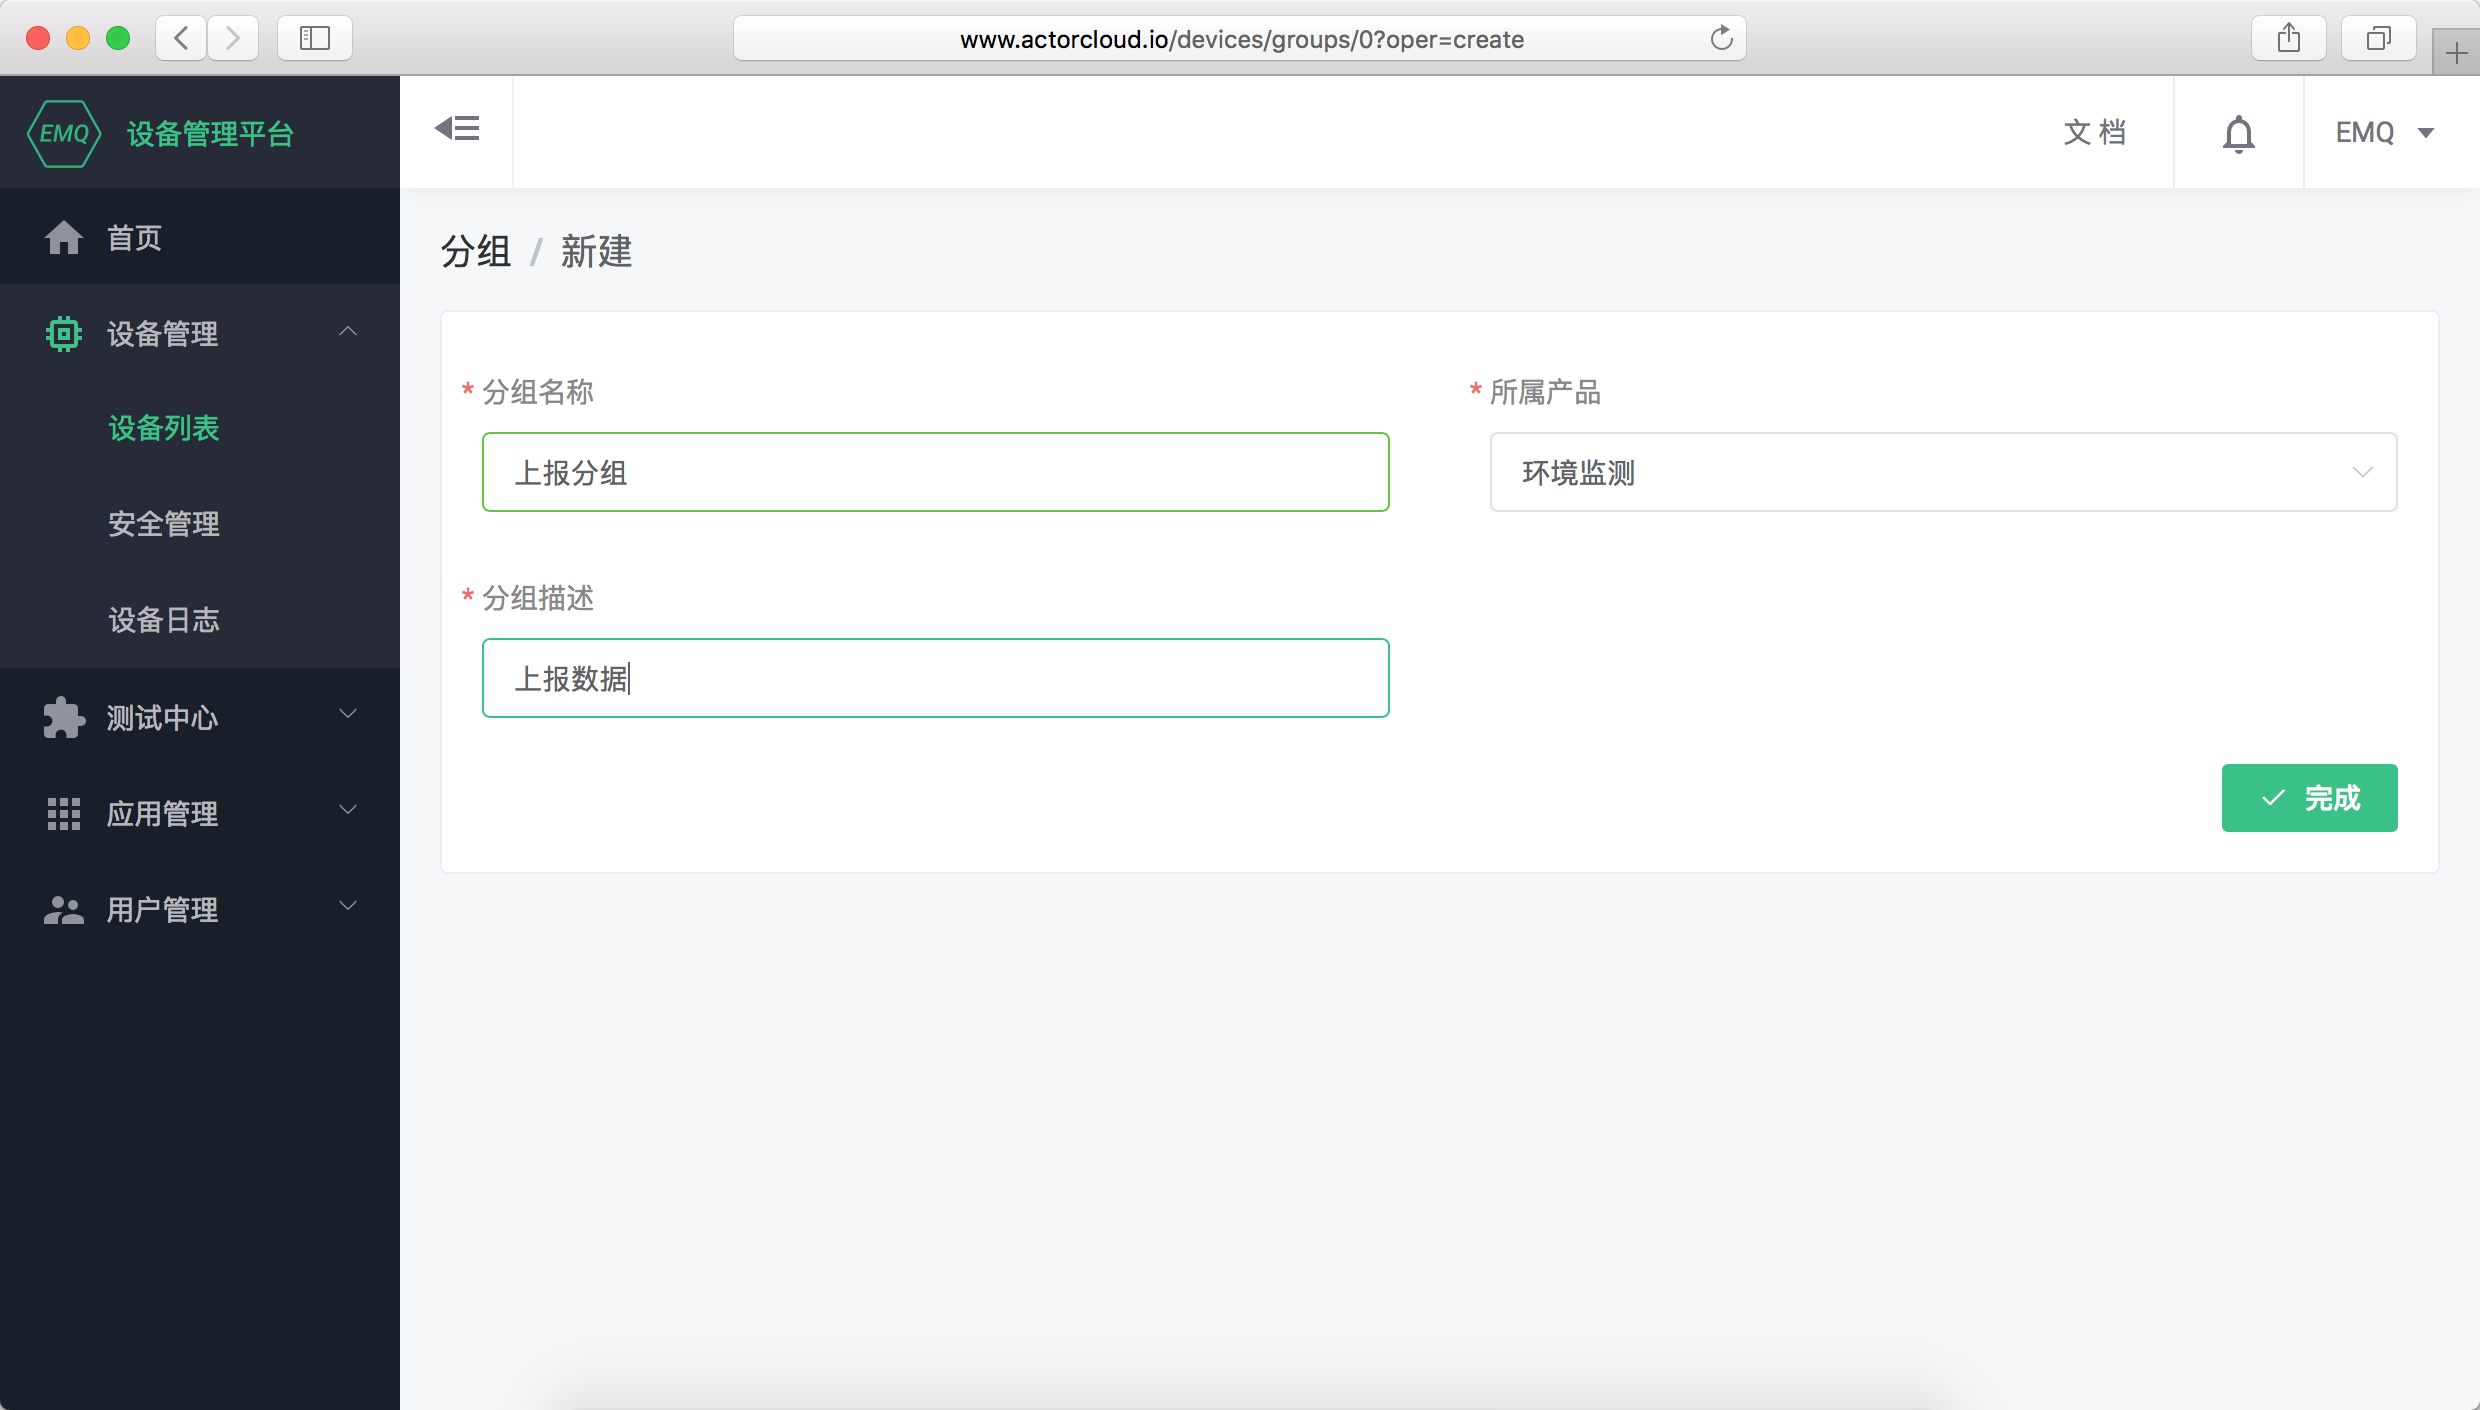 www.actorcloud.io/devices/groups/0?oper=create
EMQ 设备管理平台
文档
EMQ
首页
设备管理
设备列表
安全管理
设备日志
测试中心
应用管理
用户管理
分组 / 新建
* 分组名称
上报分组
* 所属产品
环境监测
* 分组描述
上报数据
完成